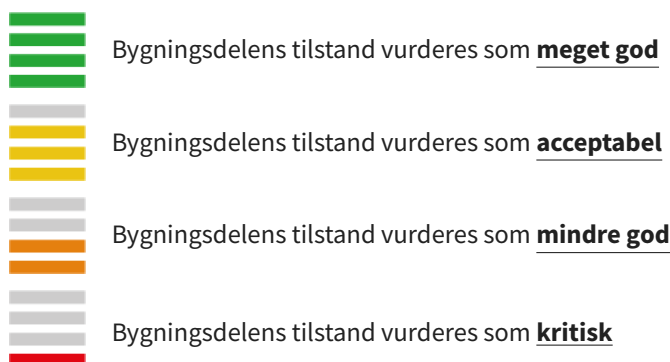 Bygningsdelens tilstand vurderes som meget god
Bygningsdelens tilstand vurderes som acceptabel
Bygningsdelens tilstand vurderes som mindre god
Bygningsdelens tilstand vurderes som kritisk